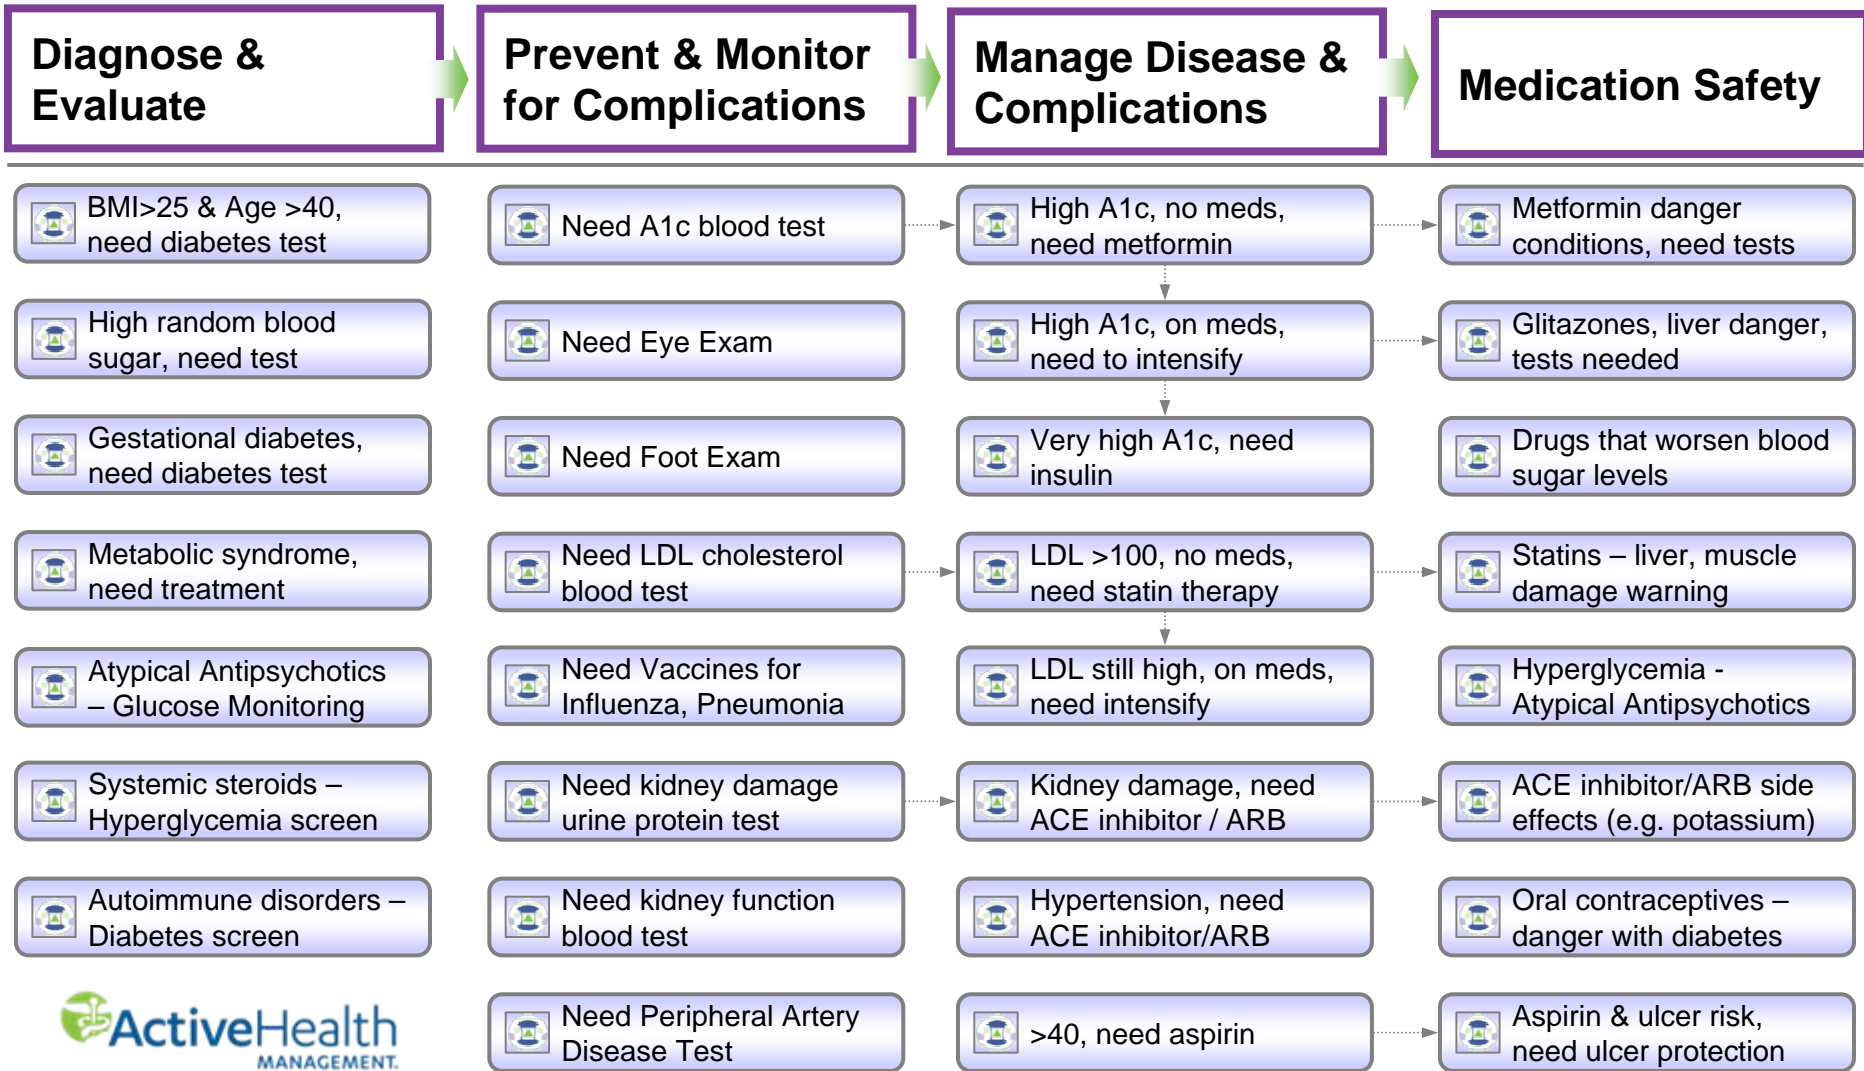 Diagnose &
Evaluate
Prevent & Monitor
for Complications
Manage Disease &
Complications
Medication Safety
BMI>25 & Age >40,
need diabetes test
High random blood
sugar, need test
Gestational diabetes,
need diabetes test
Metabolic syndrome,
need treatment
Atypical Antipsychotics
– Glucose Monitoring
Systemic steroids –
Hyperglycemia screen
Autoimmune disorders –
Diabetes screen
ActiveHealth
MANAGEMENT.
Need A1c blood test
Need Eye Exam
Need Foot Exam
Need LDL cholesterol
blood test
Need Vaccines for
Influenza, Pneumonia
Need kidney damage
urine protein test
Need kidney function
blood test
Need Peripheral Artery
Disease Test
High A1c, no meds,
need metformin
High A1c, on meds,
need to intensify
Very high A1c, need
insulin
LDL >100, no meds,
need statin therapy
LDL still high, on meds,
need intensify
Kidney damage, need
ACE inhibitor / ARB
Hypertension, need
ACE inhibitor/ARB
>40, need aspirin
Metformin danger
conditions, need tests
Glitazones, liver danger,
tests needed
Drugs that worsen blood
sugar levels
Statins – liver, muscle
damage warning
Hyperglycemia -
Atypical Antipsychotics
ACE inhibitor/ARB side
effects (e.g. potassium)
Oral contraceptives –
danger with diabetes
Aspirin & ulcer risk,
need ulcer protection